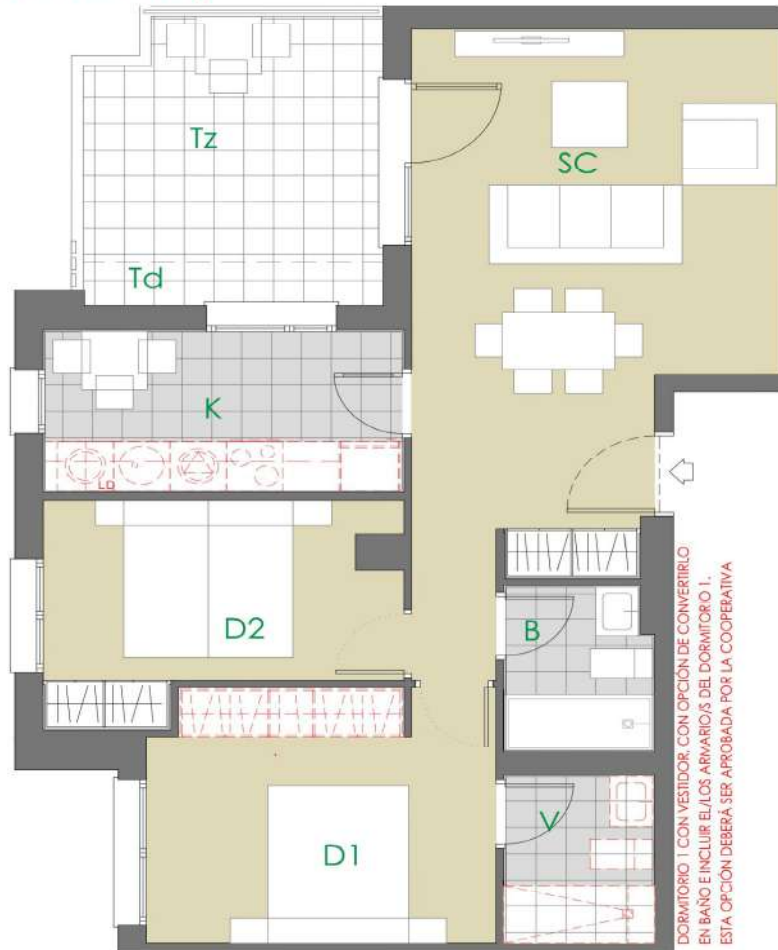 Tz
SC
Td
K
LD
D2
B
D1
V
DORMITORIO 1 CON VESTIDOR, CON OPCIÓN DE CONVERTIRLO
EN BAÑO E INCLUIR EL/LOS ARMARIO/S DEL DORMITORIO 1.
ESTA OPCIÓN DEBERÁ SER APROBADA POR LA COOPERATIVA